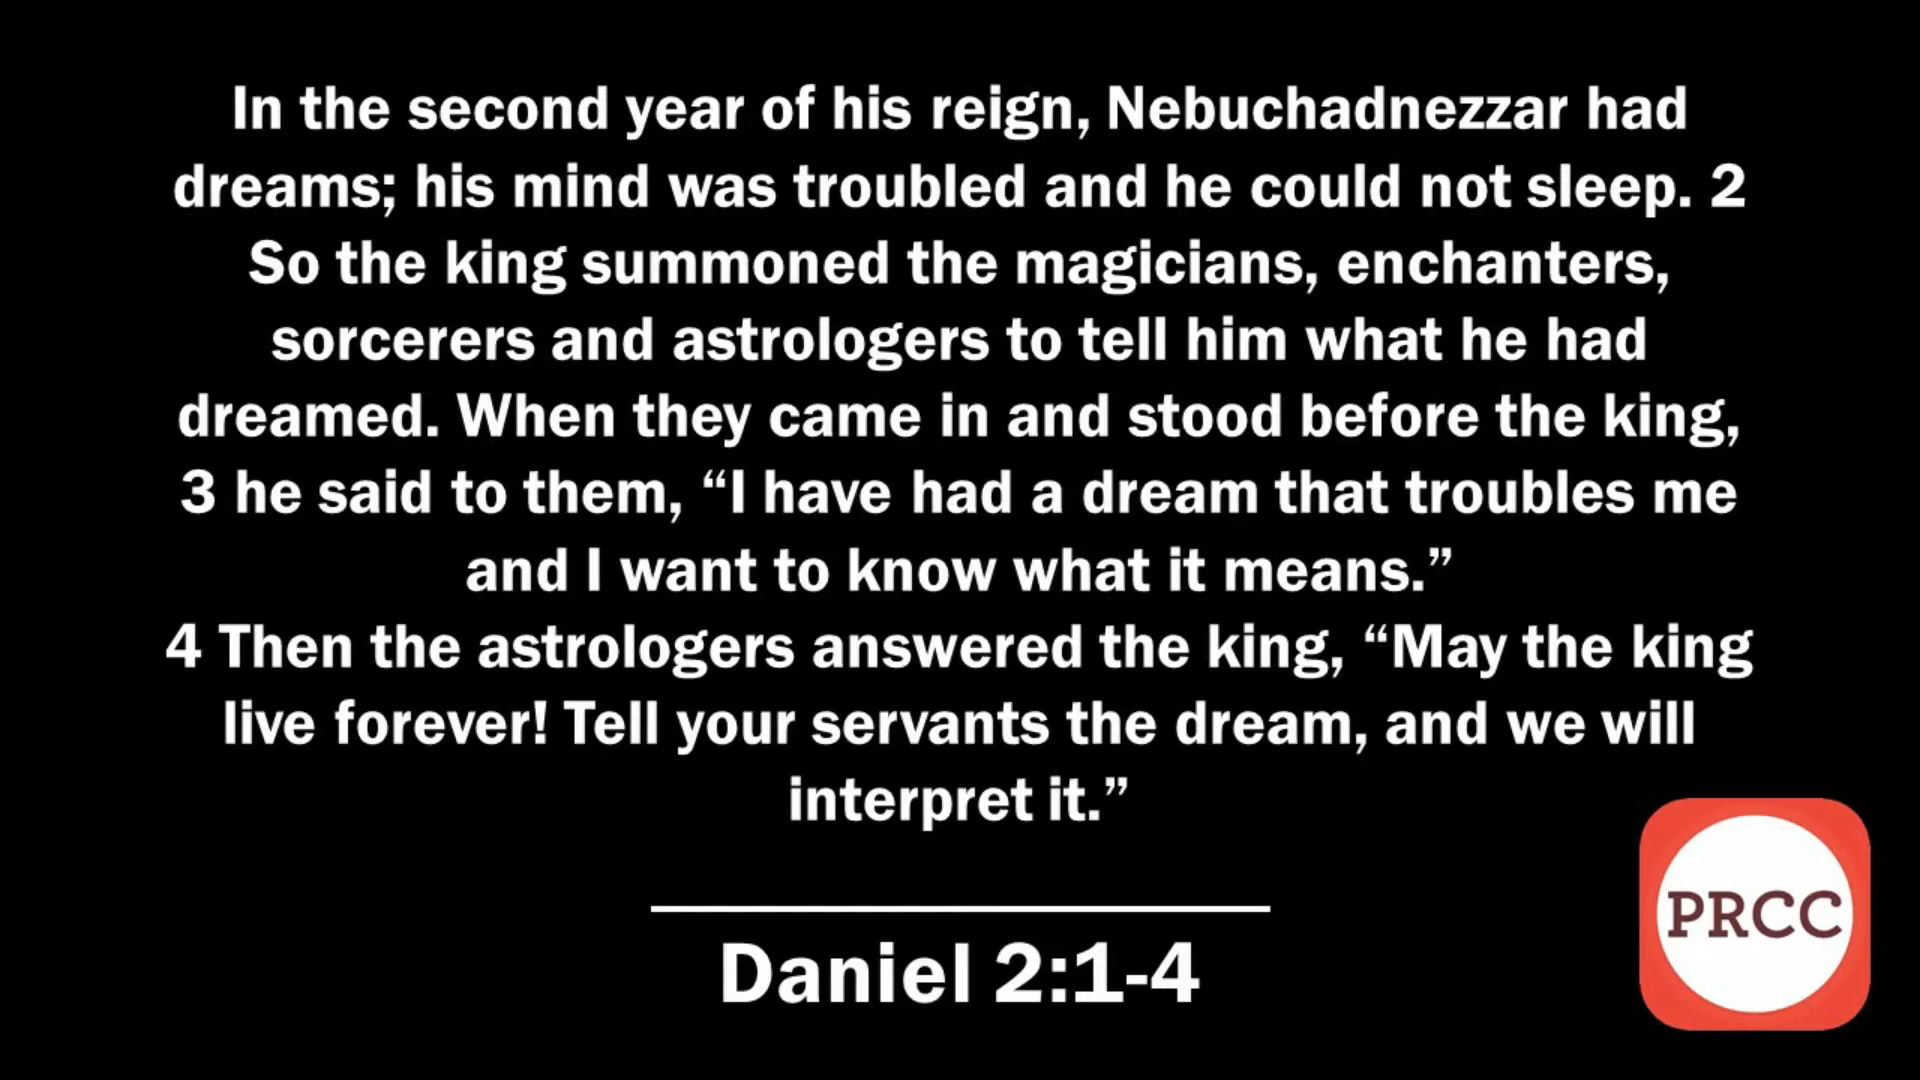 In the second year of his reign, Nebuchadnezzar had
dreams; his mind was troubled and he could not sleep. 2
So the king summoned the magicians, enchanters,
sorcerers and astrologers to tell him what he had
dreamed. When they came in and stood before the king,
3 he said to them, “I have had a dream that troubles me
and I want to know what it means.”
4 Then the astrologers answered the king, “May the king
live forever! Tell your servants the dream, and we will
interpret it.”
Daniel 2:1-4
PRCC